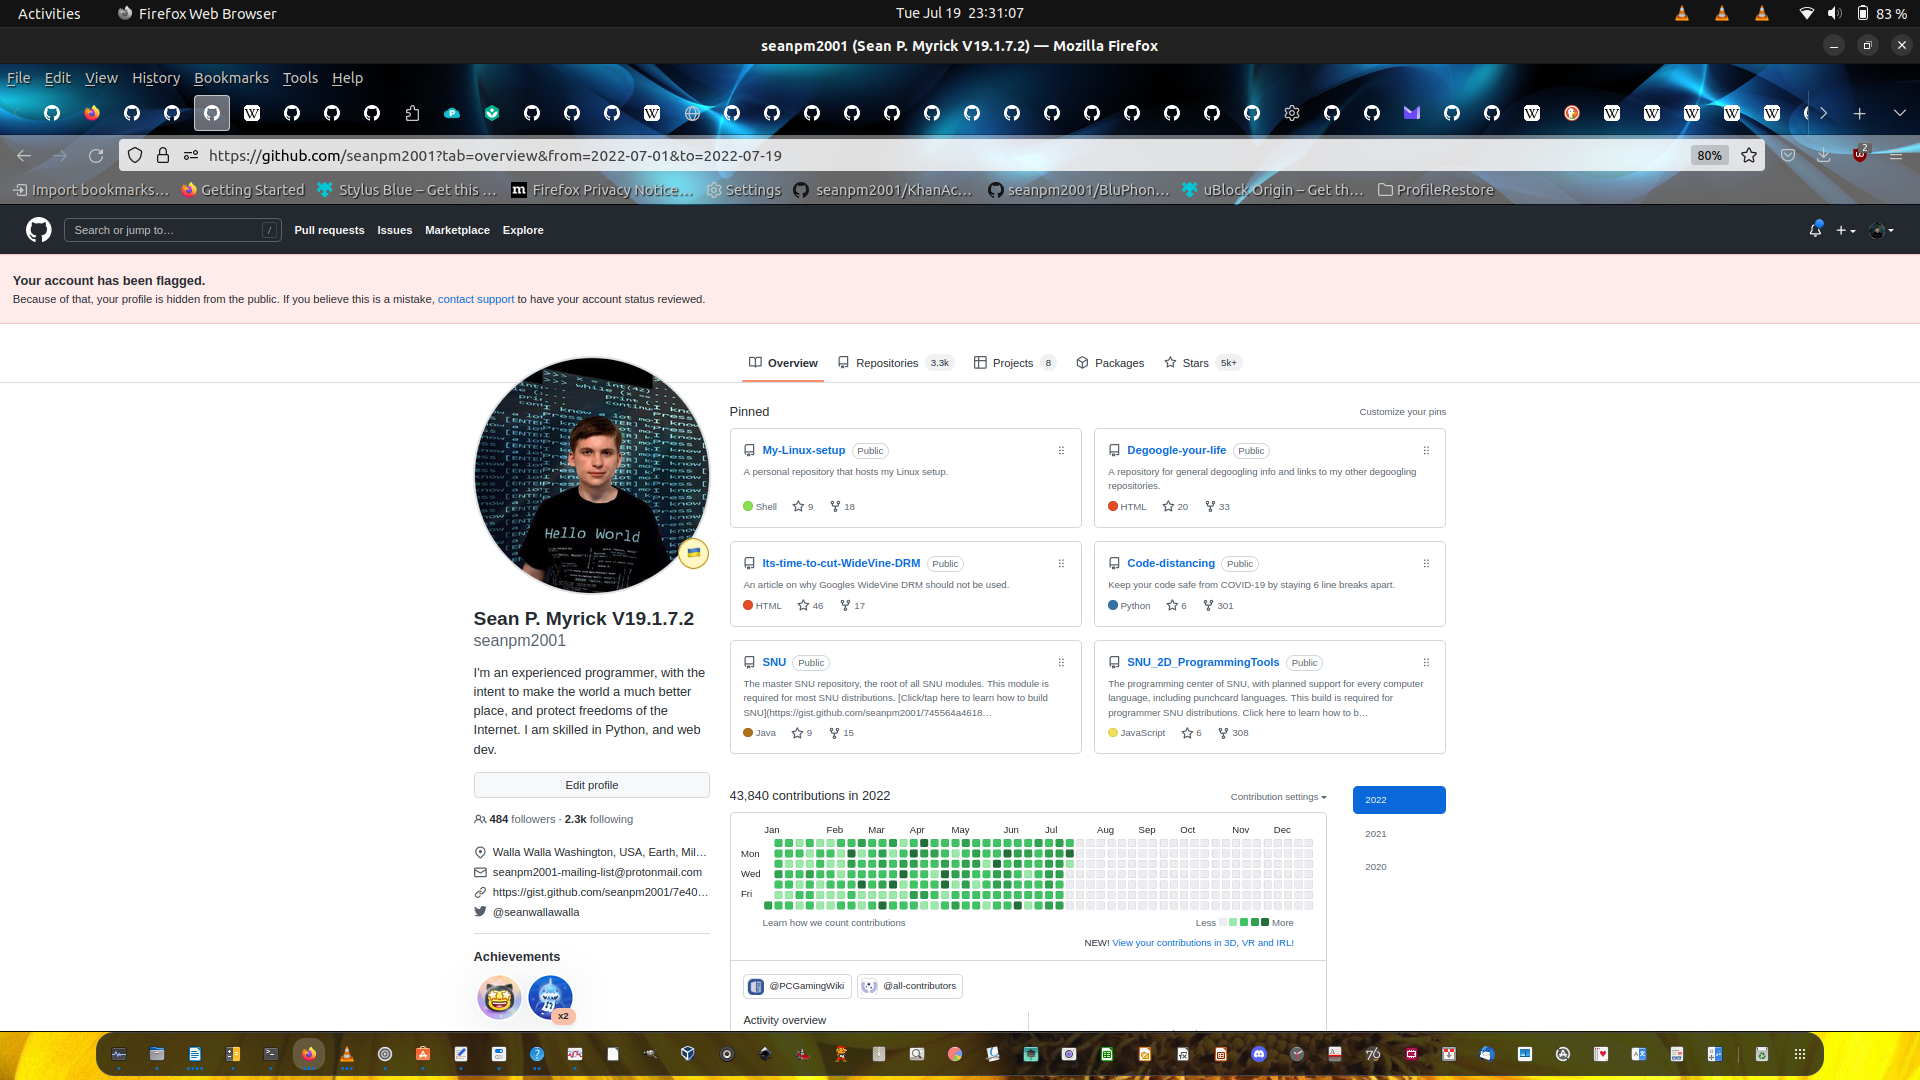 Activities
Firefox Web Browser
Tue Jul 19 23:31:07
83 %
seanpm2001 (Sean P. Myrick V19.1.7.2) — Mozilla Firefox
File Edit View History Bookmarks Tools Help
https://github.com/seanpm2001?tab=overview&from=2022-07-01&to=2022-07-19
80%
2
Import bookmarks… Getting Started Stylus Blue – Get this … Firefox Privacy Notice… Settings seanpm2001/KhanAc… seanpm2001/BluPhon… uBlock Origin – Get th… ProfileRestore
Search or jump to… /
Pull requests Issues Marketplace Explore
Your account has been flagged.
Because of that, your profile is hidden from the public. If you believe this is a mistake, contact support to have your account status reviewed.
Overview Repositories 3.3k Projects 8 Packages Stars 5k+
Hello World
Sean P. Myrick V19.1.7.2
seanpm2001
I'm an experienced programmer, with the
intent to make the world a much better
place, and protect freedoms of the
Internet. I am skilled in Python, and web
dev.
Edit profile
484 followers · 2.3k following
Walla Walla Washington, USA, Earth, Mil…
seanpm2001-mailing-list@protonmail.com
https://gist.github.com/seanpm2001/7e40…
@seanwallawalla
Achievements
x2
Pinned
Customize your pins
My-Linux-setup Public
A personal repository that hosts my Linux setup.
Shell 9 18
Degoogle-your-life Public
A repository for general degoogling info and links to my other degoogling
repositories.
HTML 20 33
Its-time-to-cut-WideVine-DRM Public
An article on why Googles WideVine DRM should not be used.
HTML 46 17
Code-distancing Public
Keep your code safe from COVID-19 by staying 6 line breaks apart.
Python 6 301
SNU Public
The master SNU repository, the root of all SNU modules. This module is
required for most SNU distributions. [Click/tap here to learn how to build
SNU](https://gist.github.com/seanpm2001/745564a4618…
Java 9 15
SNU_2D_ProgrammingTools Public
The programming center of SNU, with planned support for every computer
language, including punchcard languages. This build is required for
programmer SNU distributions. Click here to learn how to b…
JavaScript 6 308
43,840 contributions in 2022
Contribution settings
2022
2021
2020
Jan Feb Mar Apr May Jun Jul Aug Sep Oct Nov Dec
Mon
Wed
Fri
Learn how we count contributions
Less More
NEW! View your contributions in 3D, VR and IRL!
@PCGamingWiki @all-contributors
Activity overview